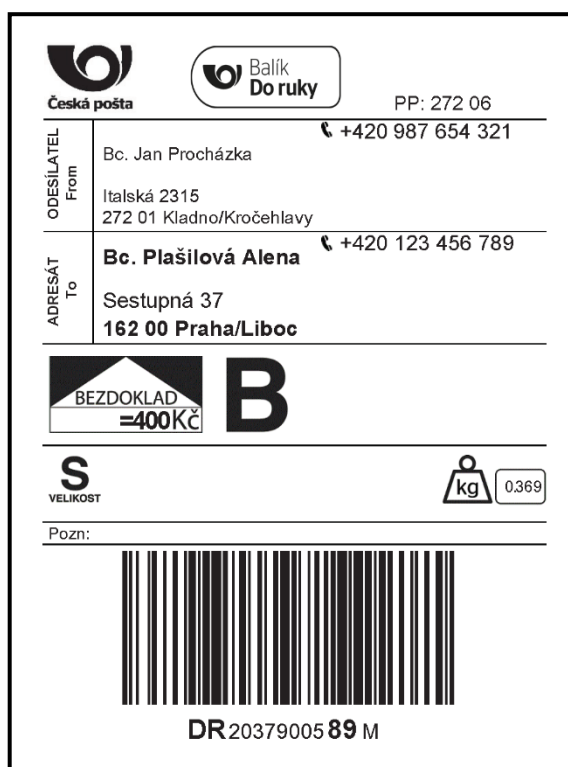 Česká pošta
Balík
Do ruky
PP: 272 06
ODESÍLATEL
From
+420 987 654 321
Bc. Jan Procházka
Italská 2315
272 01 Kladno/Kročehlavy
ADRESÁT
To
+420 123 456 789
Bc. Plašilová Alena
Sestupná 37
162 00 Praha/Liboc
BEZDOKLAD
=400Kč
B
S
VELIKOST
kg
0.369
Pozn:
DR2037900589 M